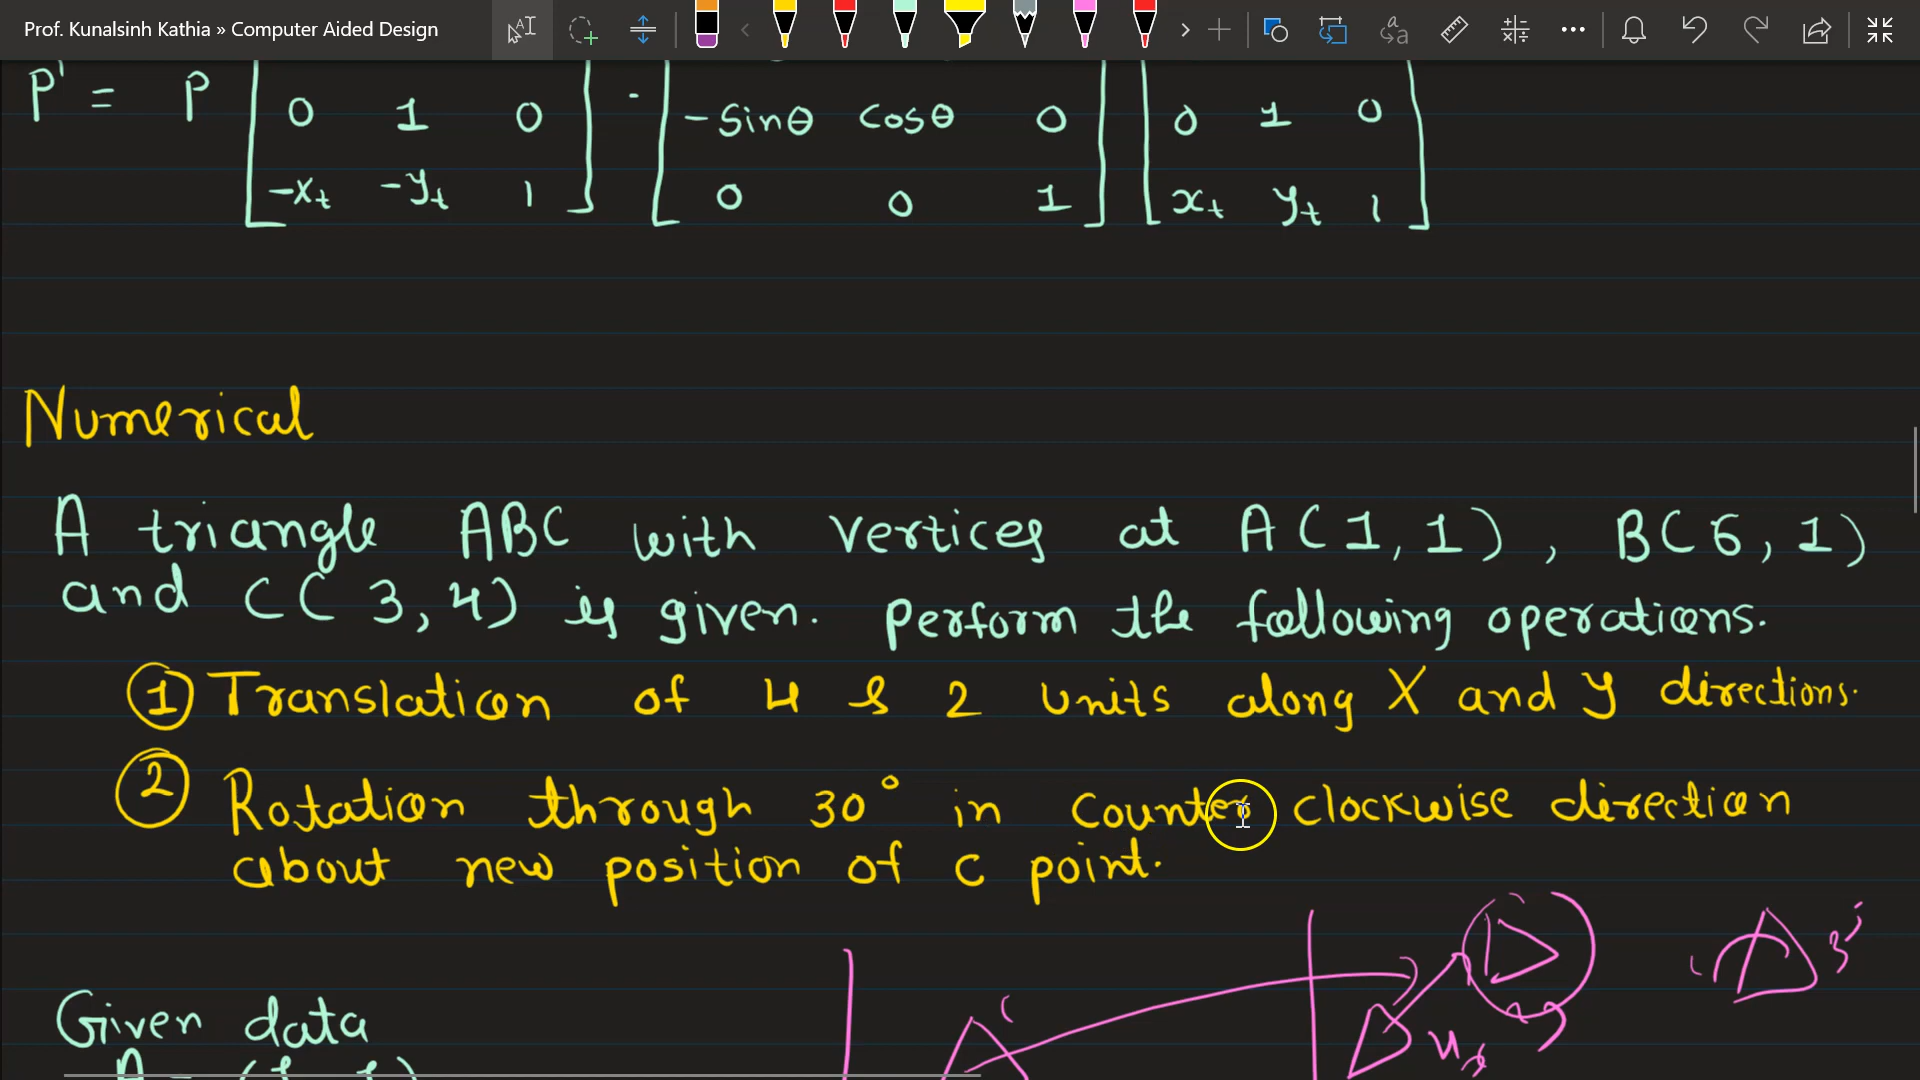 Prof. Kunalsinh Kathia » Computer Aided Design
P' = P [ 0 1 0 ] · [ -Sinθ Cosθ 0 ] [ 0 1 0 ]
[ -Xt -Yt 1 ] [ 0 0 1 ] [ xt yt 1 ]
Numerical
A triangle ABC with vertices at A(1,1), B(6,1)
and C(3,4) is given. Perform the following operations.
① Translation of 4 & 2 units along X and Y directions.
② Rotation through 30° in Counter clockwise direction
about new position of C point.
Given data